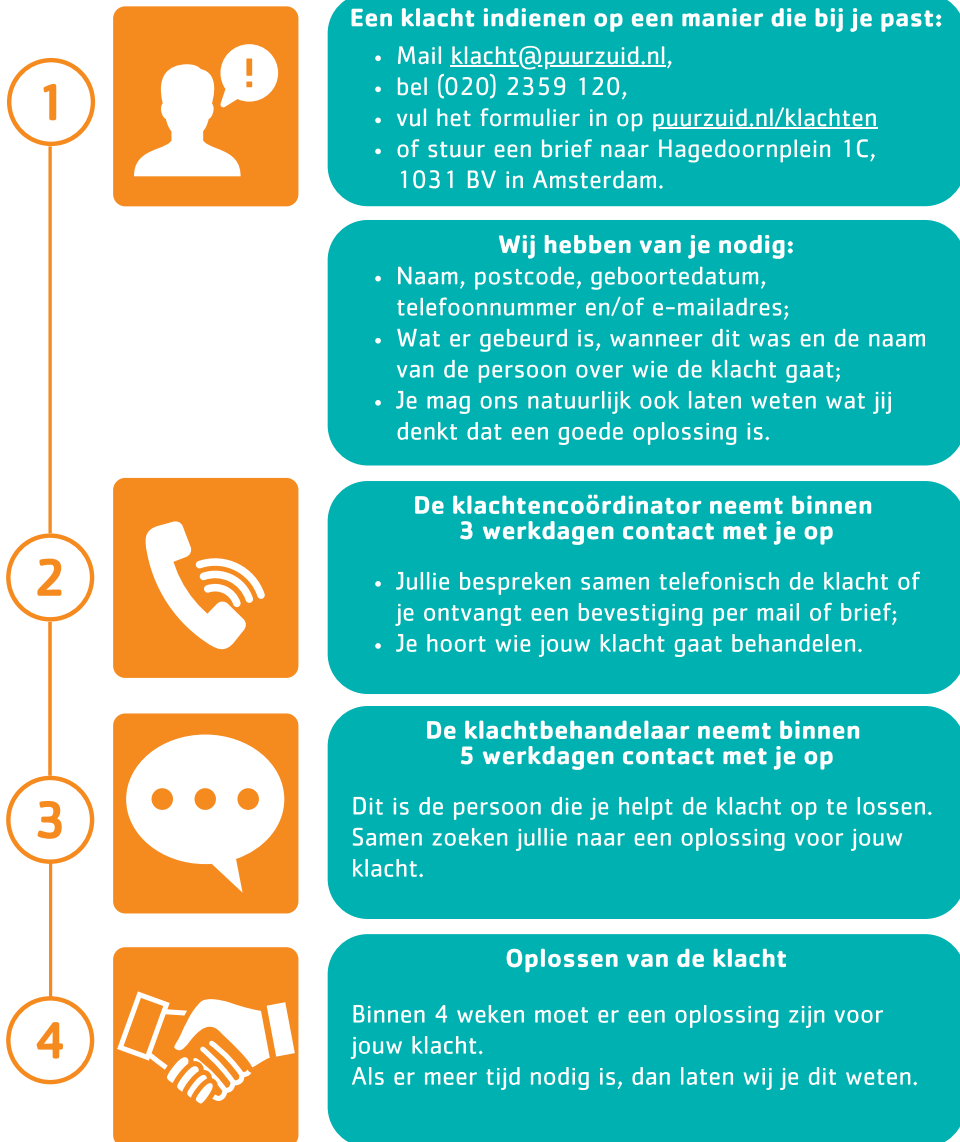 1
!
Een klacht indienen op een manier die bij je past:
• Mail klacht@puurzuid.nl,
• bel (020) 2359 120,
• vul het formulier in op puurzuid.nl/klachten
• of stuur een brief naar Hagedoornplein 1C,
1031 BV in Amsterdam.
Wij hebben van je nodig:
• Naam, postcode, geboortedatum,
telefoonnummer en/of e-mailadres;
• Wat er gebeurd is, wanneer dit was en de naam
van de persoon over wie de klacht gaat;
• Je mag ons natuurlijk ook laten weten wat jij
denkt dat een goede oplossing is.
2
De klachtencoördinator neemt binnen
3 werkdagen contact met je op
• Jullie bespreken samen telefonisch de klacht of
je ontvangt een bevestiging per mail of brief;
• Je hoort wie jouw klacht gaat behandelen.
3
De klachtbehandelaar neemt binnen
5 werkdagen contact met je op
Dit is de persoon die je helpt de klacht op te lossen.
Samen zoeken jullie naar een oplossing voor jouw
klacht.
4
Oplossen van de klacht
Binnen 4 weken moet er een oplossing zijn voor
jouw klacht.
Als er meer tijd nodig is, dan laten wij je dit weten.